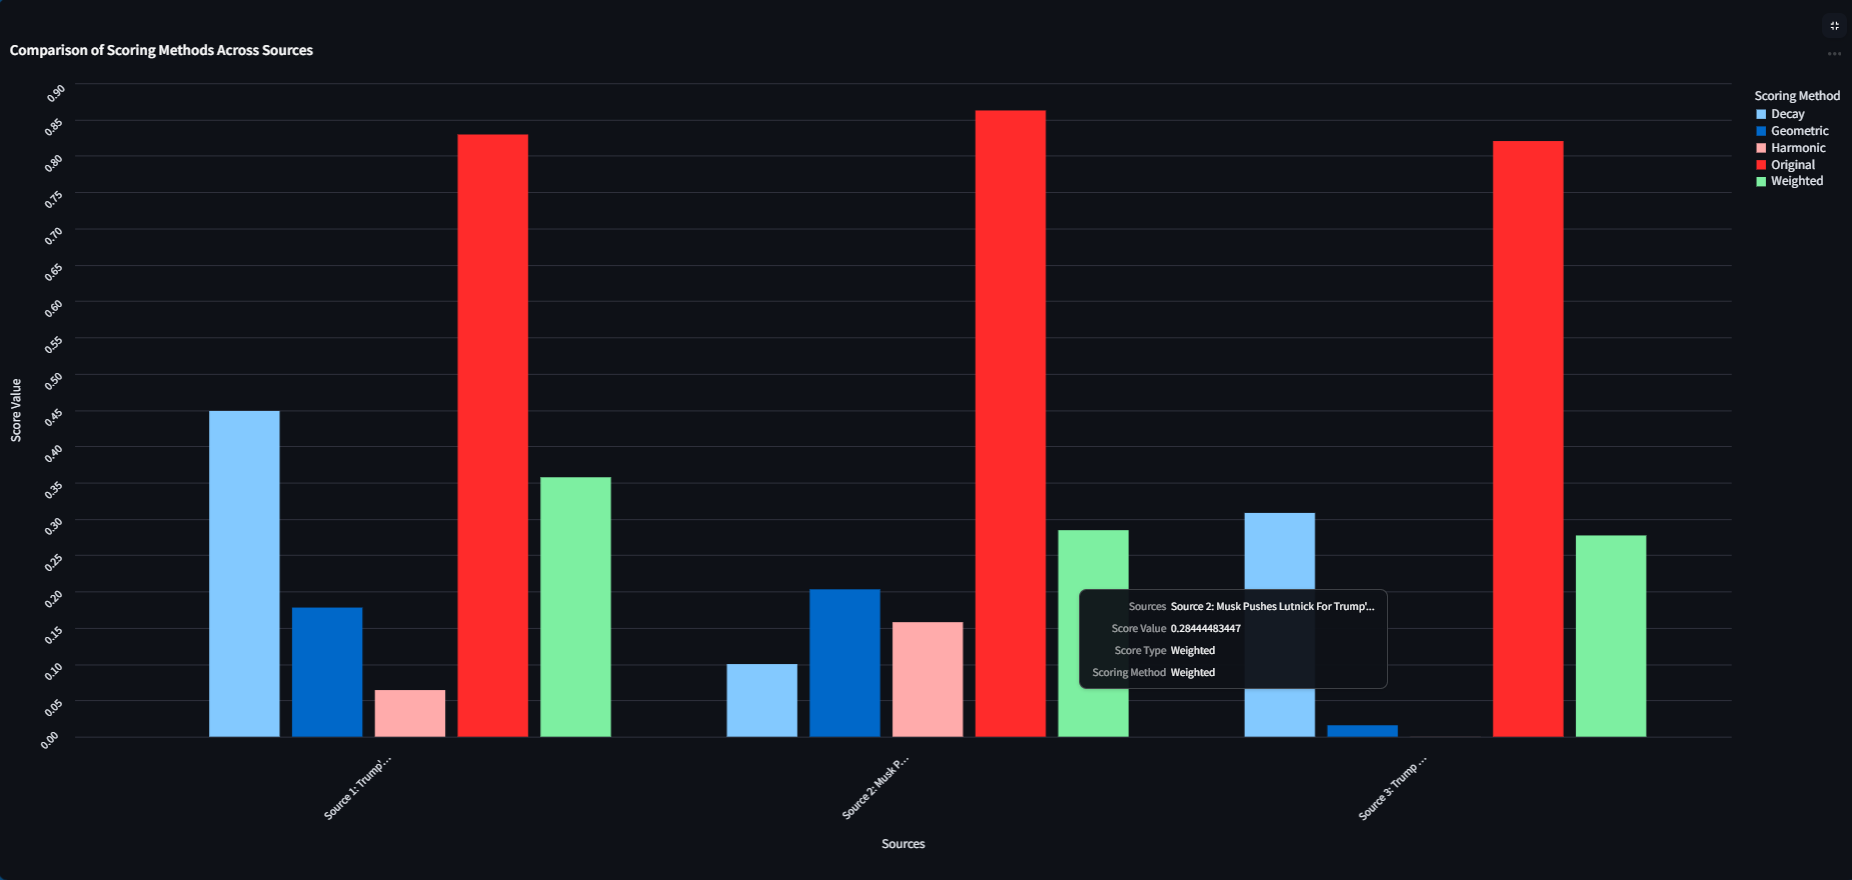 Comparison of Scoring Methods Across Sources
Score Value
0.90
0.85
0.80
0.75
0.70
0.65
0.60
0.55
0.50
0.45
0.40
0.35
0.30
0.25
0.20
0.15
0.10
0.05
0.00
Scoring Method
Decay
Geometric
Harmonic
Original
Weighted
Sources Source 2: Musk Pushes Lutnick For Trump'...
Score Value 0.28444483447
Score Type Weighted
Scoring Method Weighted
Source 1: Trump'...
Source 2: Musk P...
Source 3: Trump ...
Sources